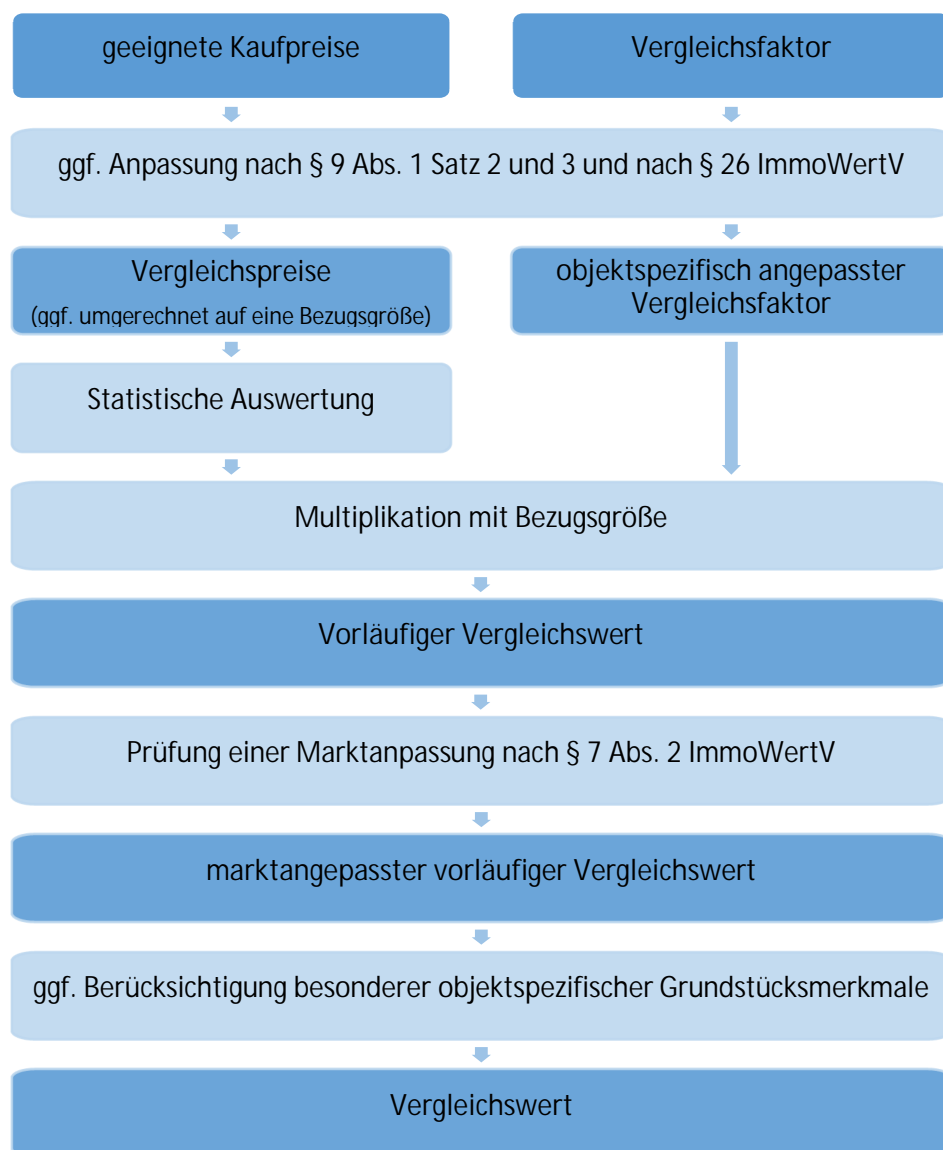 geeignete Kaufpreise
Vergleichsfaktor
ggf. Anpassung nach § 9 Abs. 1 Satz 2 und 3 und nach § 26 ImmoWertV
Vergleichspreise
(ggf. umgerechnet auf eine Bezugsgröße)
objektspezifisch angepasster
Vergleichsfaktor
Statistische Auswertung
Multiplikation mit Bezugsgröße
Vorläufiger Vergleichswert
Prüfung einer Marktanpassung nach § 7 Abs. 2 ImmoWertV
marktangepasster vorläufiger Vergleichswert
ggf. Berücksichtigung besonderer objektspezifischer Grundstücksmerkmale
Vergleichswert